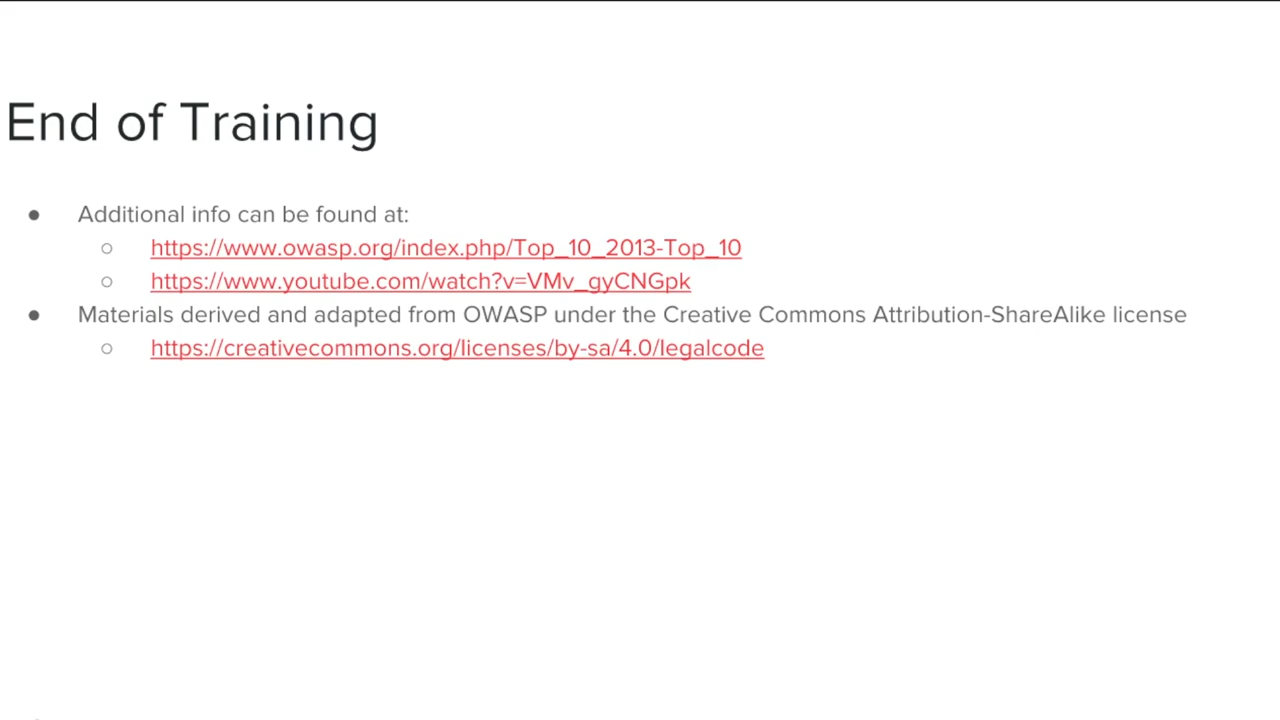 End of Training
● Additional info can be found at:
○ https://www.owasp.org/index.php/Top_10_2013-Top_10
○ https://www.youtube.com/watch?v=VMv_gyCNGpk
● Materials derived and adapted from OWASP under the Creative Commons Attribution-ShareAlike license
○ https://creativecommons.org/licenses/by-sa/4.0/legalcode